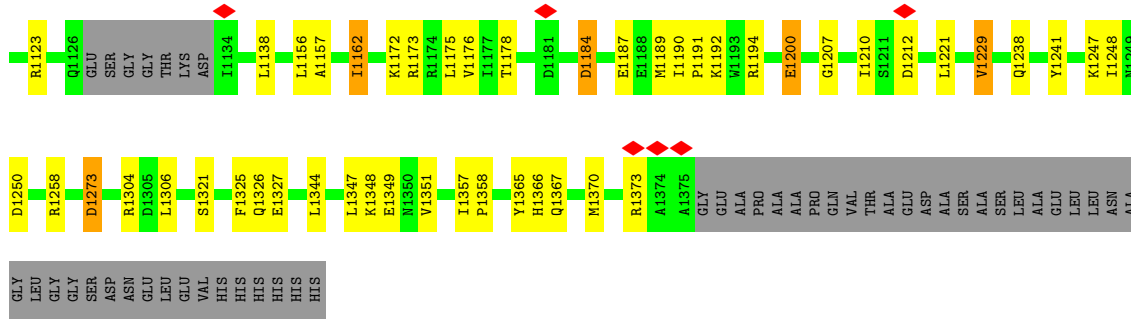 R1123 Q1126 GLU SER GLY GLY THR LYS ASP I1134 L1138 L1156 A1157 I1162 K1172 R1173 R1174 L1175 V1176 I1177 T1178 D1181 D1184 E1187 E1188 M1189 I1190 P1191 K1192 W1193 R1194 E1200 G1207 I1210 S1211 D1212 L1221 V1229 Q1238 Y1241 K1247 I1248 N1249
D1250 R1258 D1273 R1304 D1305 L1306 S1321 F1325 Q1326 E1327 L1344 L1347 K1348 E1349 N1350 V1351 I1357 P1358 Y1365 H1366 Q1367 M1370 R1373 A1374 A1375 GLY GLU ALA PRO ALA ALA PRO GLN VAL THR ALA GLU ASP ALA SER ALA SER LEU ALA GLU LEU LEU ASN ALA
GLY LEU GLY GLY SER ASP ASN GLU LEU GLU VAL HIS HIS HIS HIS HIS HIS